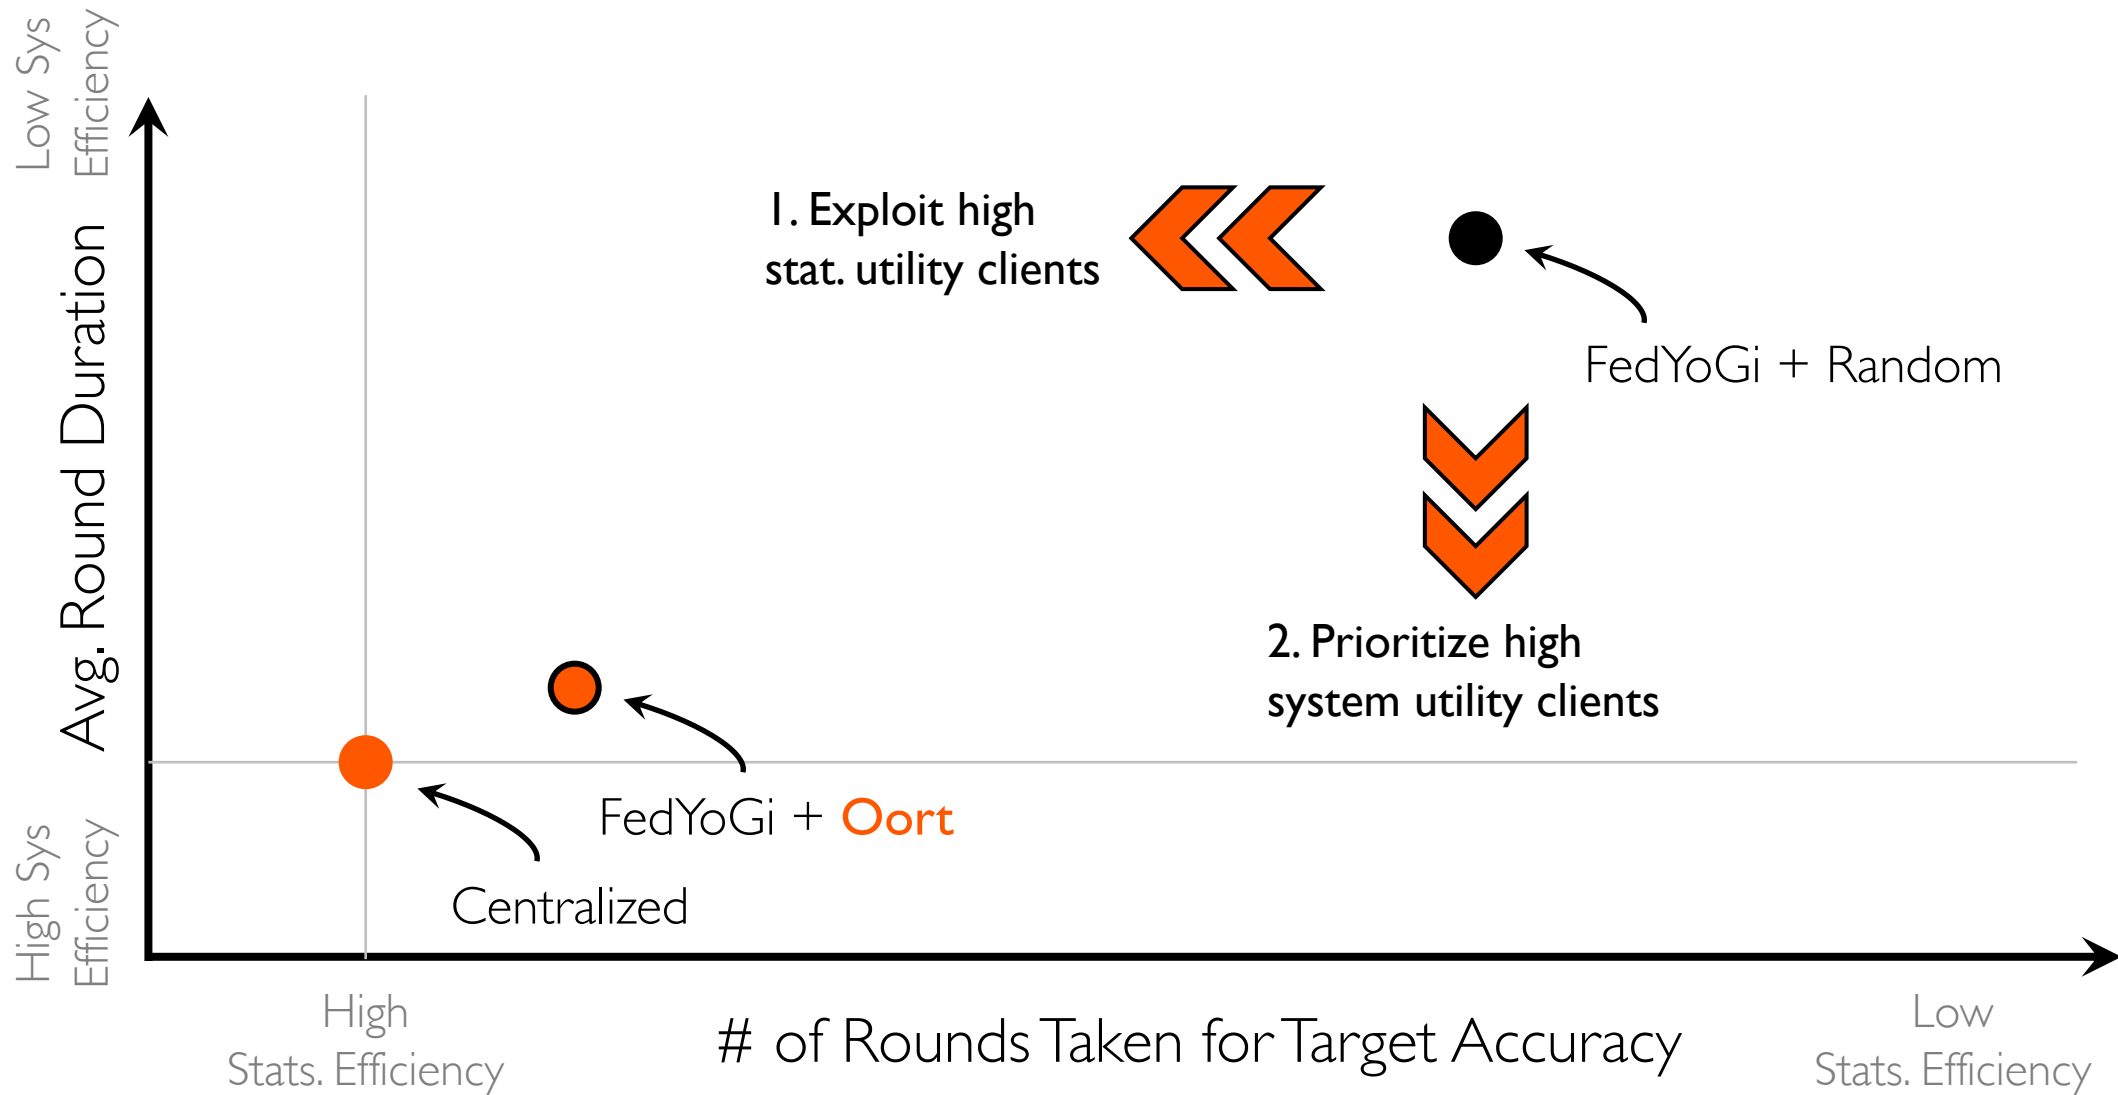 Low Sys
Efficiency
Avg. Round Duration
High Sys
Efficiency
1. Exploit high
stat. utility clients
FedYoGi + Random
2. Prioritize high
system utility clients
FedYoGi + Oort
Centralized
High
Stats. Efficiency
# of Rounds Taken for Target Accuracy
Low
Stats. Efficiency